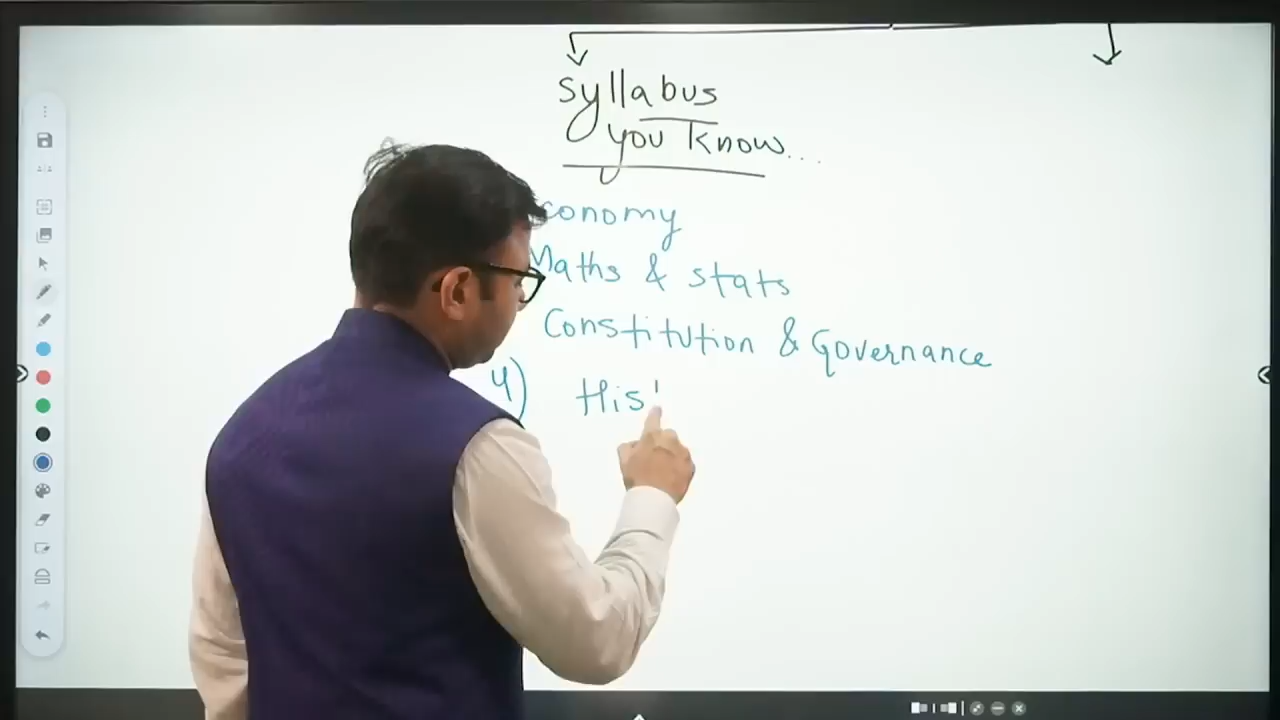 syllabus
you know...
conomy
Maths & stats
Constitution & Governance
4) His